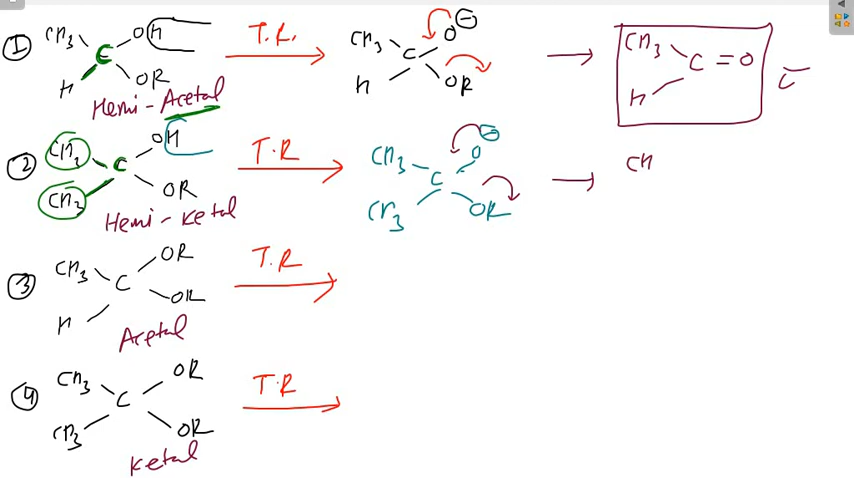 ① CH₃ H C OH OR T.R. CH₃ H C O⊖ OR CH₃ H C = O
Hemi-Acetal
② CH₃ CH₃ C OH OR T.R CH₃ CH₃ C O⊖ OR CH
Hemi-Ketal
③ CH₃ H C OR OR T.R
Acetal
④ CH₃ CH₃ C OR OR T.R
Ketal